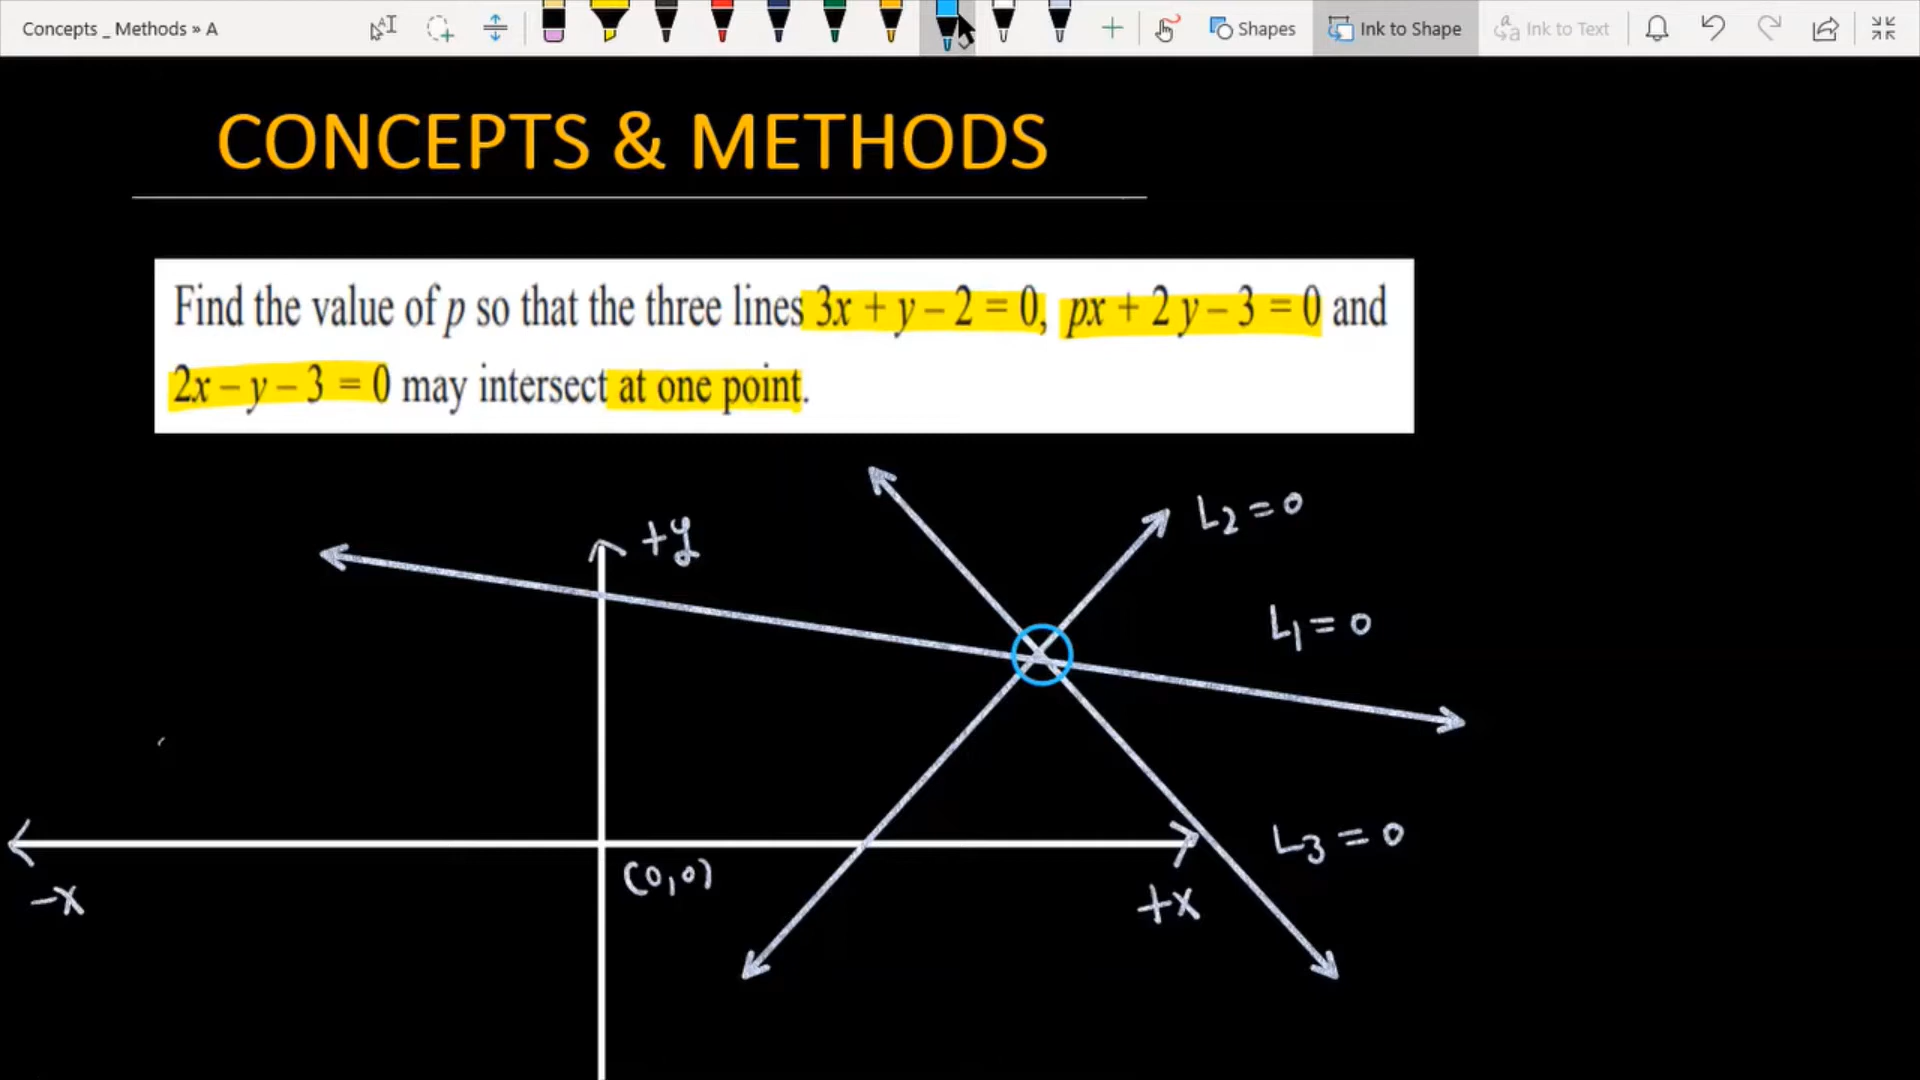 Concepts _ Methods » A
Shapes
Ink to Shape
Ink to Text
CONCEPTS & METHODS
Find the value of p so that the three lines 3x + y – 2 = 0, px + 2 y – 3 = 0 and
2x – y – 3 = 0 may intersect at one point.
L2 = 0
+y
L1 = 0
L3 = 0
(0,0)
-x
+x